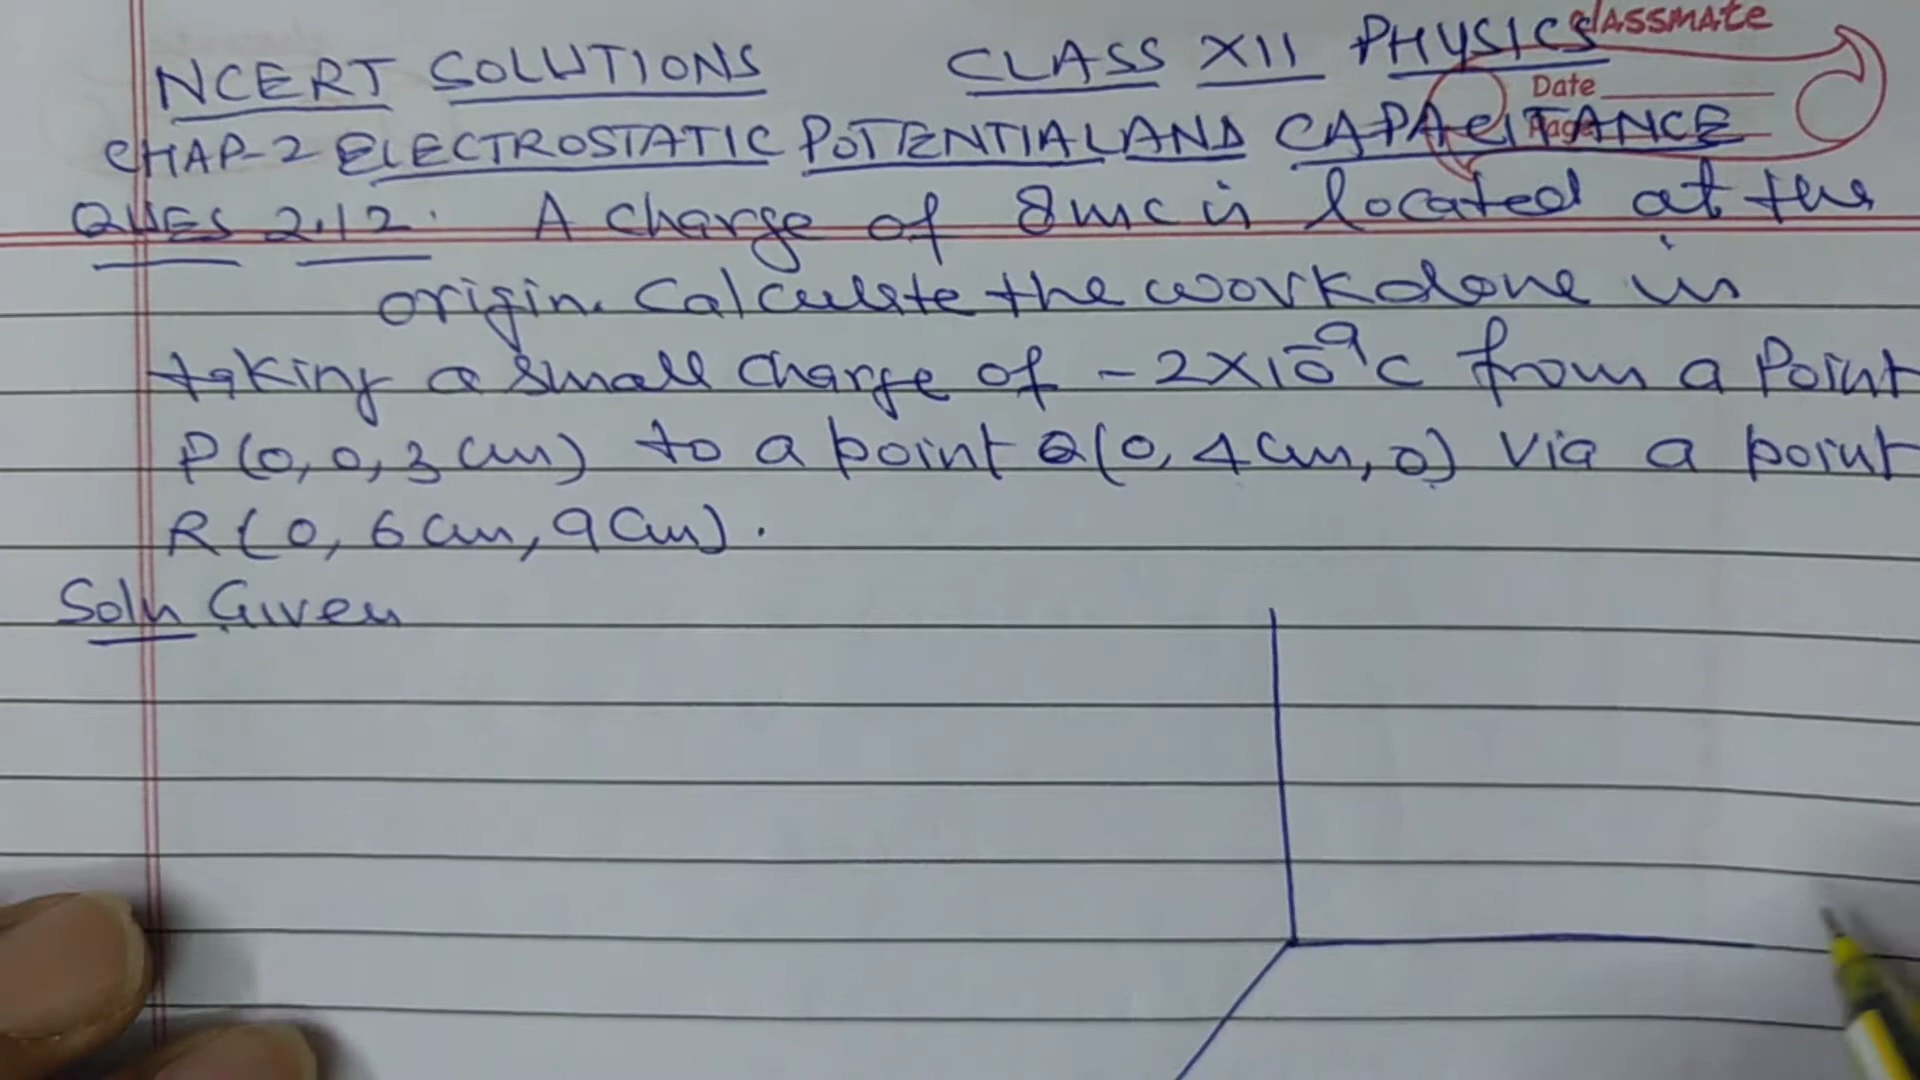 classmate
Date
Page
NCERT SOLUTIONS CLASS XII PHYSICS
CHAP-2 ELECTROSTATIC POTENTIAL AND CAPACITANCE
QUES 2.12. A charge of 8mc is located at the
origin. Calculate the work done in
taking a small charge of -2×10⁻⁹c from a Point
P(0, 0, 3 cm) to a point Q(0, 4 cm, 0) via a point
R(0, 6 cm, 9 cm).
Soln Given